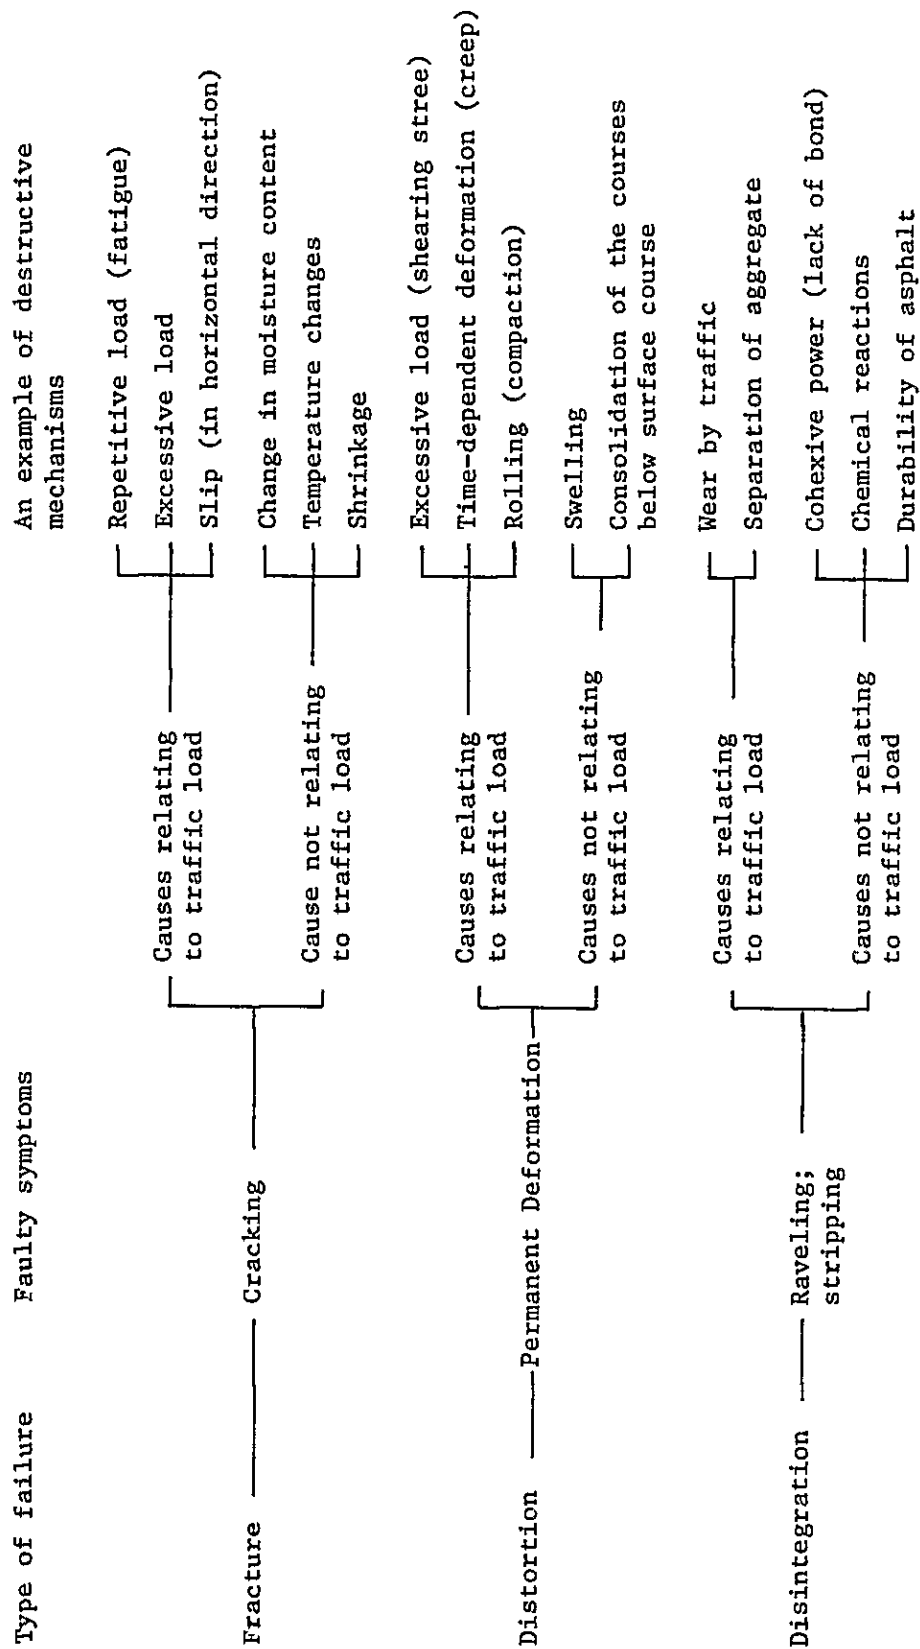 Type of failure
Faulty symptoms
An example of destructive
mechanisms
Fracture
Cracking
Causes relating
to traffic load
Repetitive load (fatigue)
Excessive load
Slip (in horizontal direction)
Cause not relating
to traffic load
Change in moisture content
Temperature changes
Shrinkage
Distortion
Permanent Deformation
Causes relating
to traffic load
Excessive load (shearing stree)
Time-dependent deformation (creep)
Rolling (compaction)
Causes not relating
to traffic load
Swelling
Consolidation of the courses
below surface course
Disintegration
Raveling;
stripping
Causes relating
to traffic load
Wear by traffic
Separation of aggregate
Causes not relating
to traffic load
Cohexive power (lack of bond)
Chemical reactions
Durability of asphalt